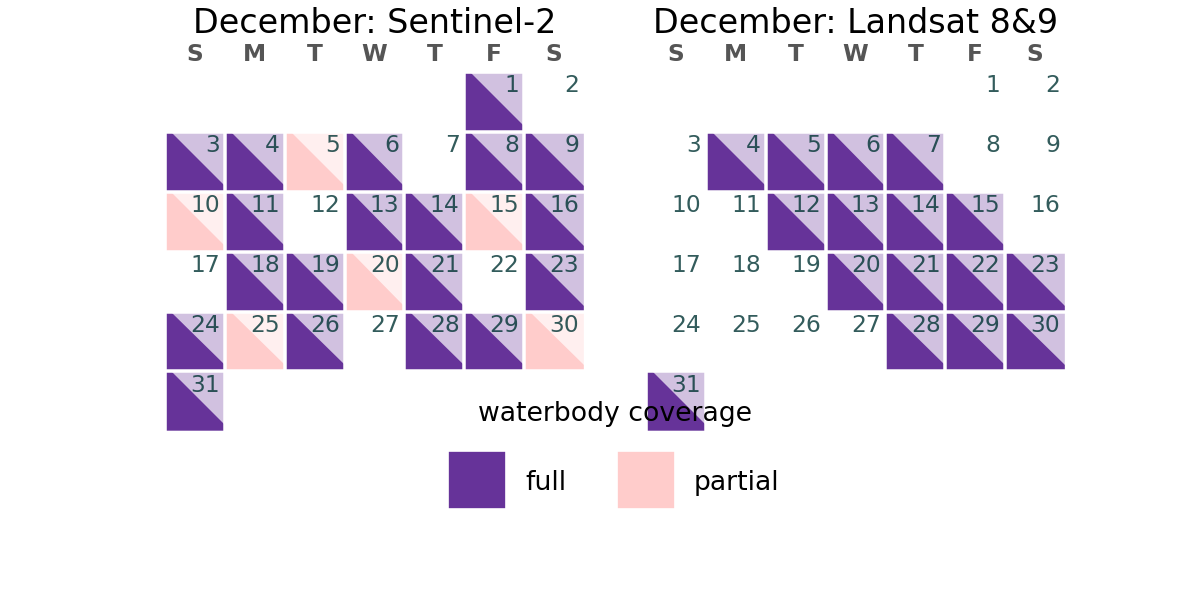 December: Sentinel-2
S M T W T F S
1 2
3 4 5 6 7 8 9
10 11 12 13 14 15 16
17 18 19 20 21 22 23
24 25 26 27 28 29 30
31
December: Landsat 8&9
S M T W T F S
1 2
3 4 5 6 7 8 9
10 11 12 13 14 15 16
17 18 19 20 21 22 23
24 25 26 27 28 29 30
31
waterbody coverage
full partial